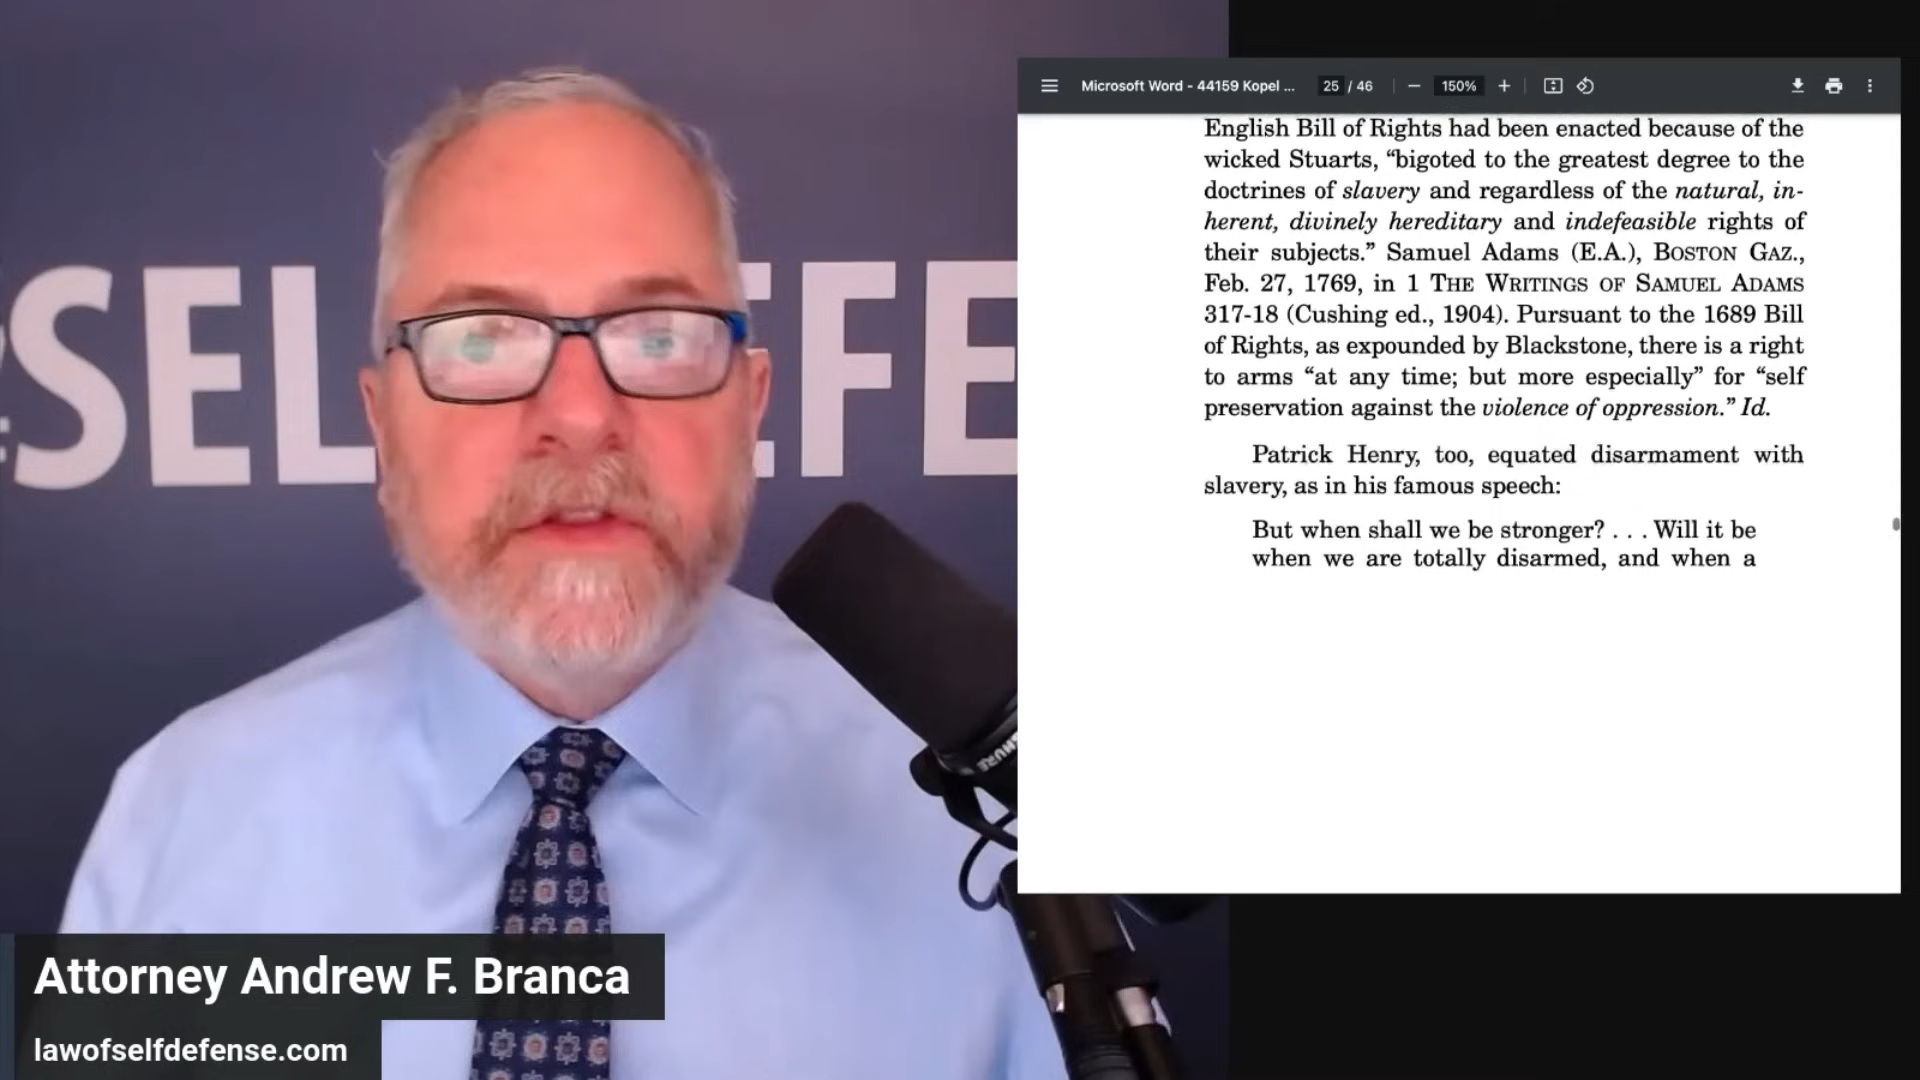 SEL
EFE
Microsoft Word - 44159 Kopel ... 25 / 46 150%
English Bill of Rights had been enacted because of the
wicked Stuarts, “bigoted to the greatest degree to the
doctrines of slavery and regardless of the natural, in-
herent, divinely hereditary and indefeasible rights of
their subjects.” Samuel Adams (E.A.), BOSTON GAZ.,
Feb. 27, 1769, in 1 THE WRITINGS OF SAMUEL ADAMS
317-18 (Cushing ed., 1904). Pursuant to the 1689 Bill
of Rights, as expounded by Blackstone, there is a right
to arms “at any time; but more especially” for “self
preservation against the violence of oppression.” Id.
Patrick Henry, too, equated disarmament with
slavery, as in his famous speech:
But when shall we be stronger? . . . Will it be
when we are totally disarmed, and when a
SHURE
Attorney Andrew F. Branca
lawofselfdefense.com